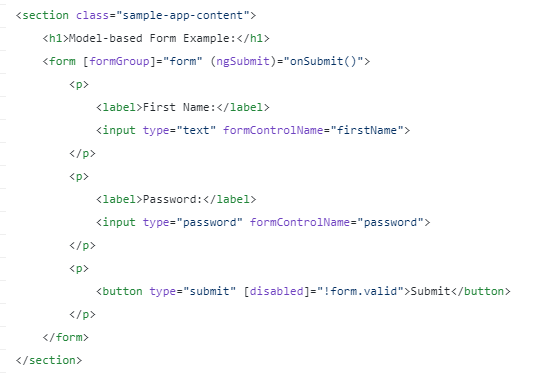 <section class="sample-app-content">
    <h1>Model-based Form Example:</h1>
    <form [formGroup]="form" (ngSubmit)="onSubmit()">
        <p>
            <label>First Name:</label>
            <input type="text" formControlName="firstName">
        </p>
        <p>
            <label>Password:</label>
            <input type="password" formControlName="password">
        </p>
        <p>
            <button type="submit" [disabled]="!form.valid">Submit</button>
        </p>
    </form>
</section>